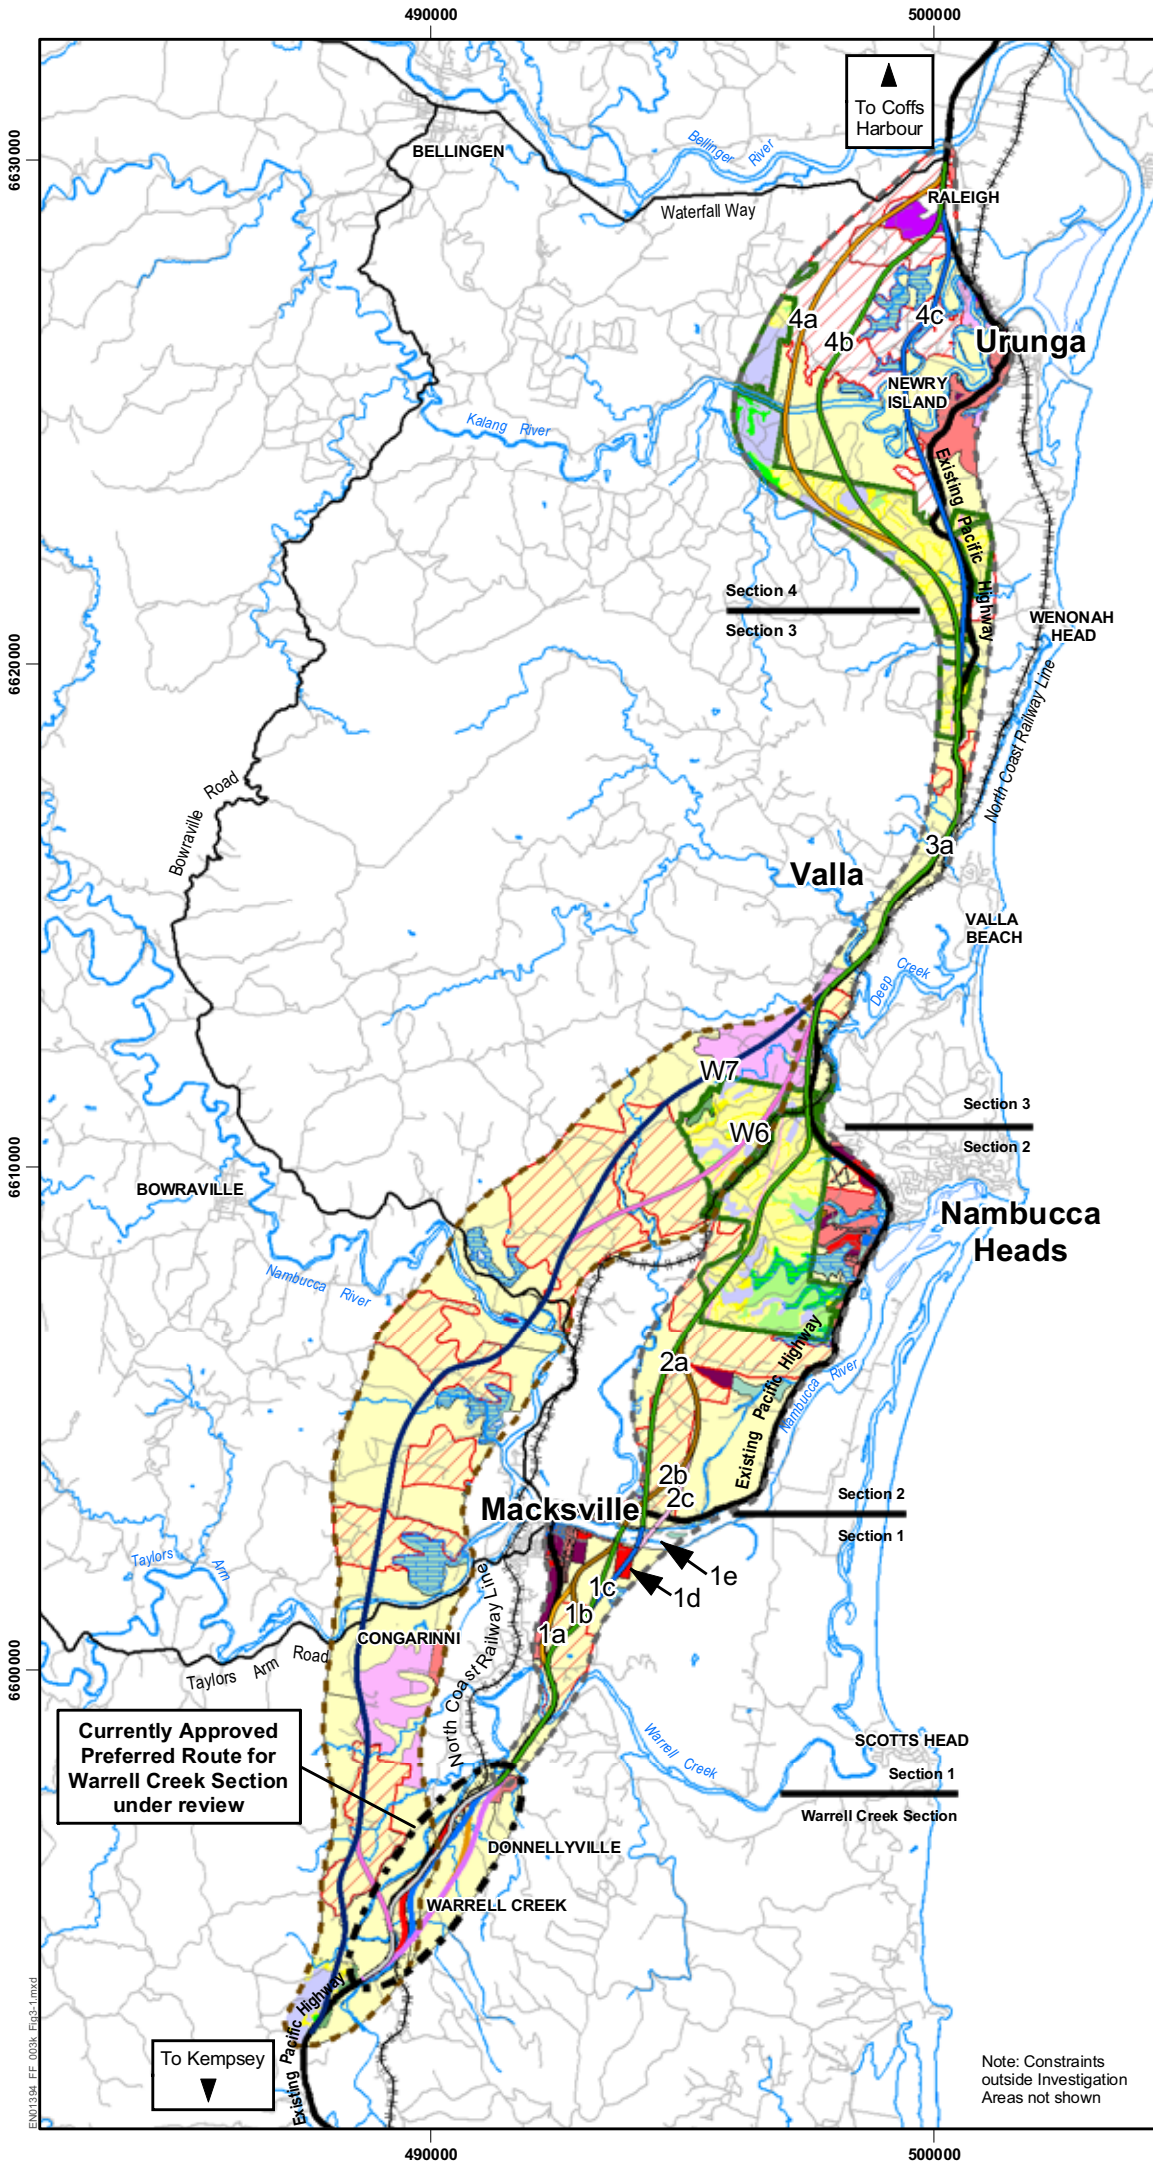 490000
500000
To Coffs
Harbour
6630000
BELLINGEN
Bellinger River
RALEIGH
Waterfall Way
4a
4b
4c
Urunga
NEWRY
ISLAND
Kalang River
Existing Pacific Highway
Section 4
Section 3
WENONAH
HEAD
6620000
North Coast Railway Line
Bowraville Road
3a
Valla
VALLA
BEACH
Deep Creek
W7
W6
Section 3
Section 2
6610000
BOWRAVILLE
Nambucca
Heads
Nambucca River
2a
Existing Pacific Highway
Nambucca River
2b
2c
Macksville
Section 2
Section 1
Taylors Arm
1e
1d
1c
1b
1a
CONGARINNI
North Coast Railway Line
6600000
Taylors Arm Road
Currently Approved
Preferred Route for
Warrell Creek Section
under review
Warrell Creek
SCOTTS HEAD
Section 1
Warrell Creek Section
DONNELLYVILLE
WARRELL CREEK
Existing Pacific Highway
To Kempsey
Note: Constraints
outside Investigation
Areas not shown
EN01394_FF_003k_Fig3-1.mxd
490000
500000